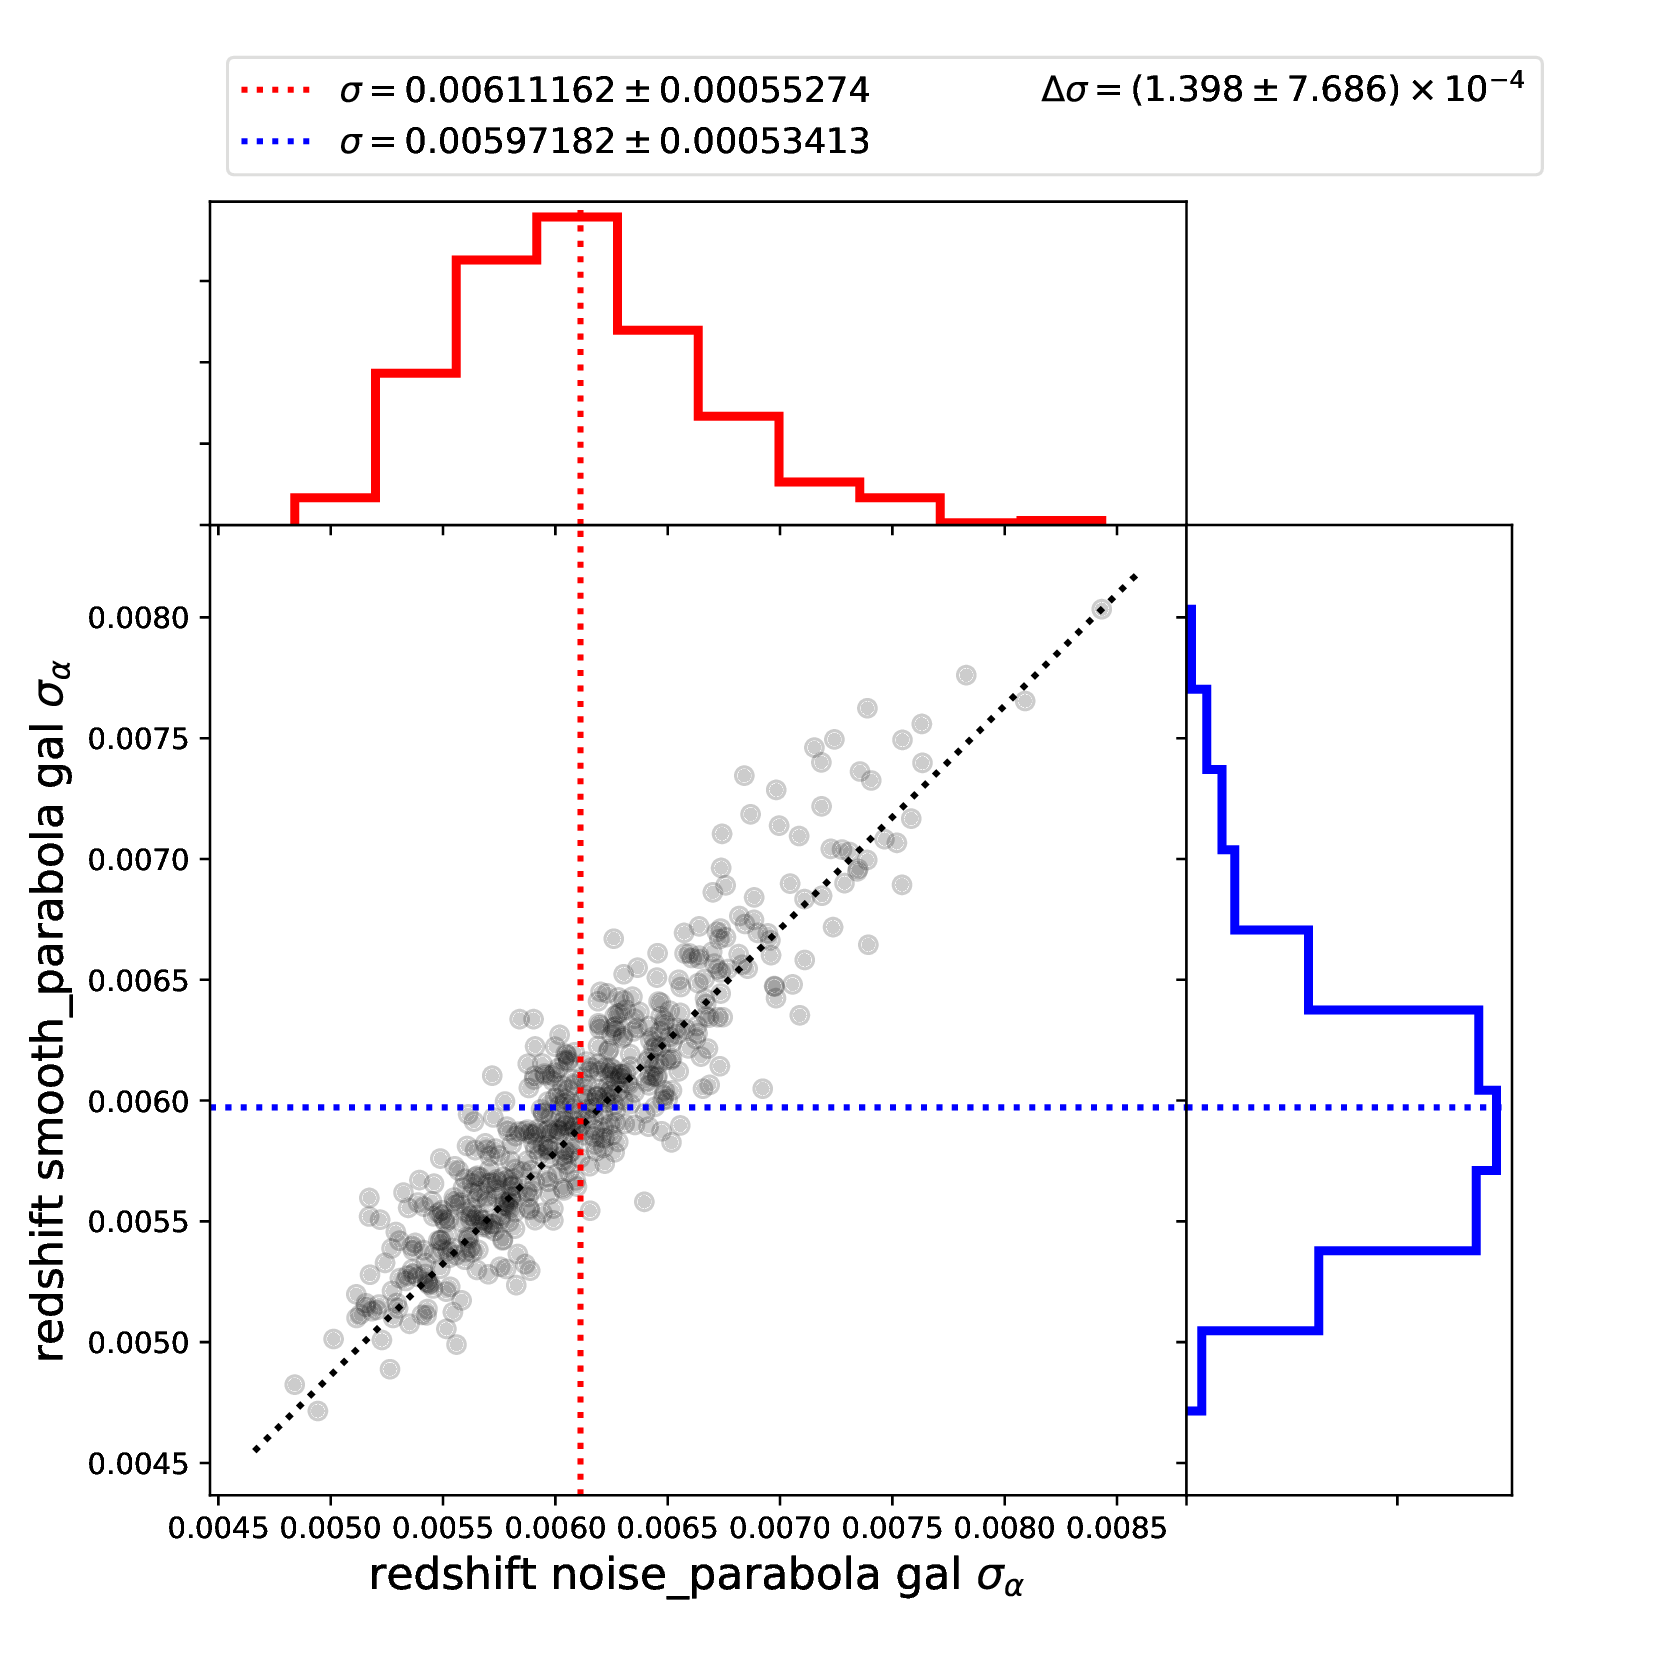 σ = 0.00611162 ± 0.00055274
σ = 0.00597182 ± 0.00053413
Δσ = (1.398 ± 7.686) × 10⁻⁴
redshift smooth_parabola gal σ_α
0.0080
0.0075
0.0070
0.0065
0.0060
0.0055
0.0050
0.0045
0.0045 0.0050 0.0055 0.0060 0.0065 0.0070 0.0075 0.0080 0.0085
redshift noise_parabola gal σ_α